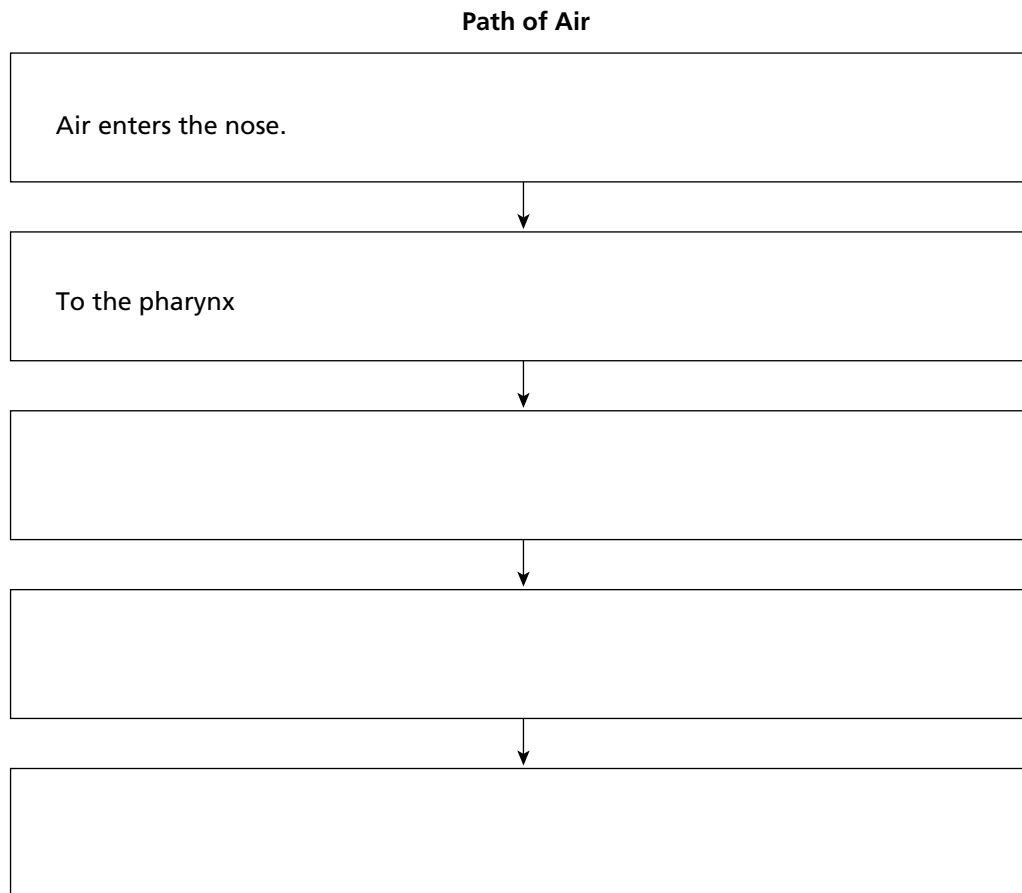 Path of Air
Air enters the nose.
To the pharynx